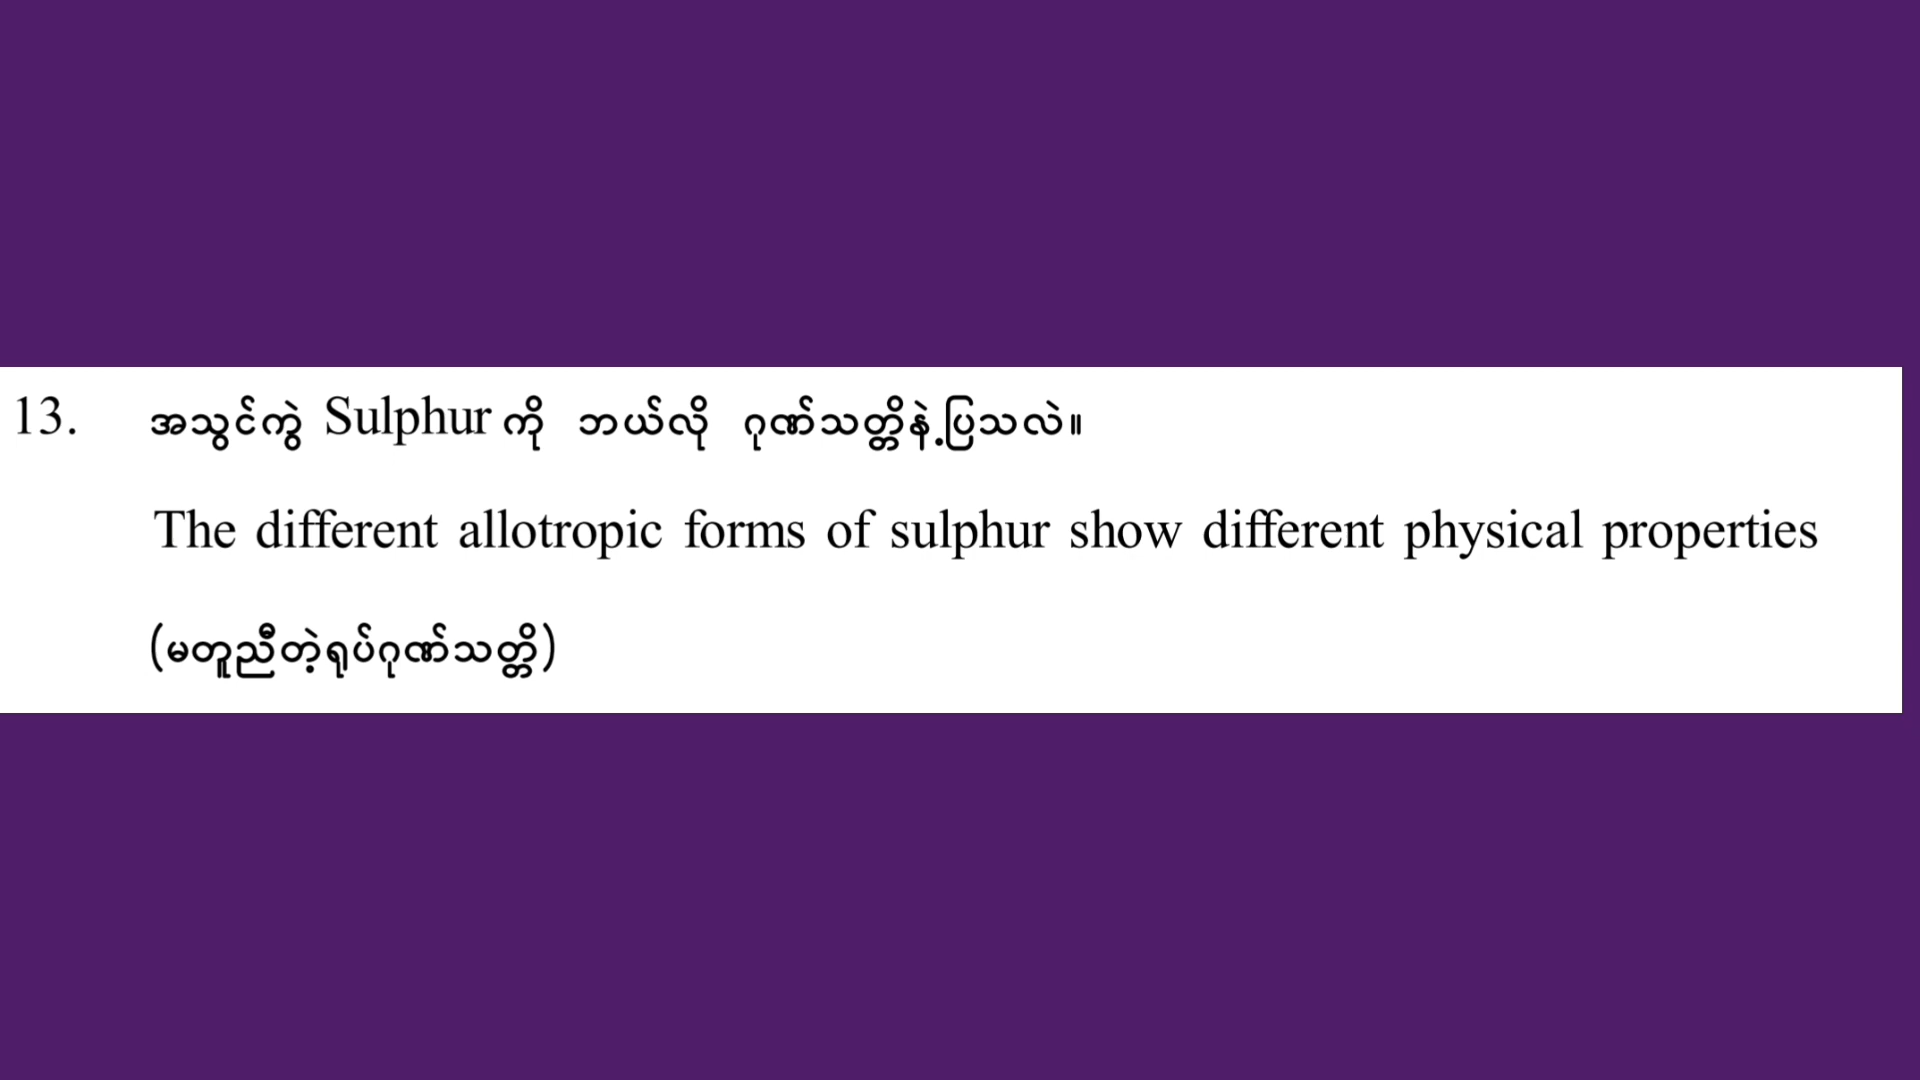 13. အသွင်ကွဲ Sulphur ကို ဘယ်လို ဂုဏ်သတ္တိနဲ့ပြသလဲ။
The different allotropic forms of sulphur show different physical properties
(မတူညီတဲ့ရုပ်ဂုဏ်သတ္တိ)